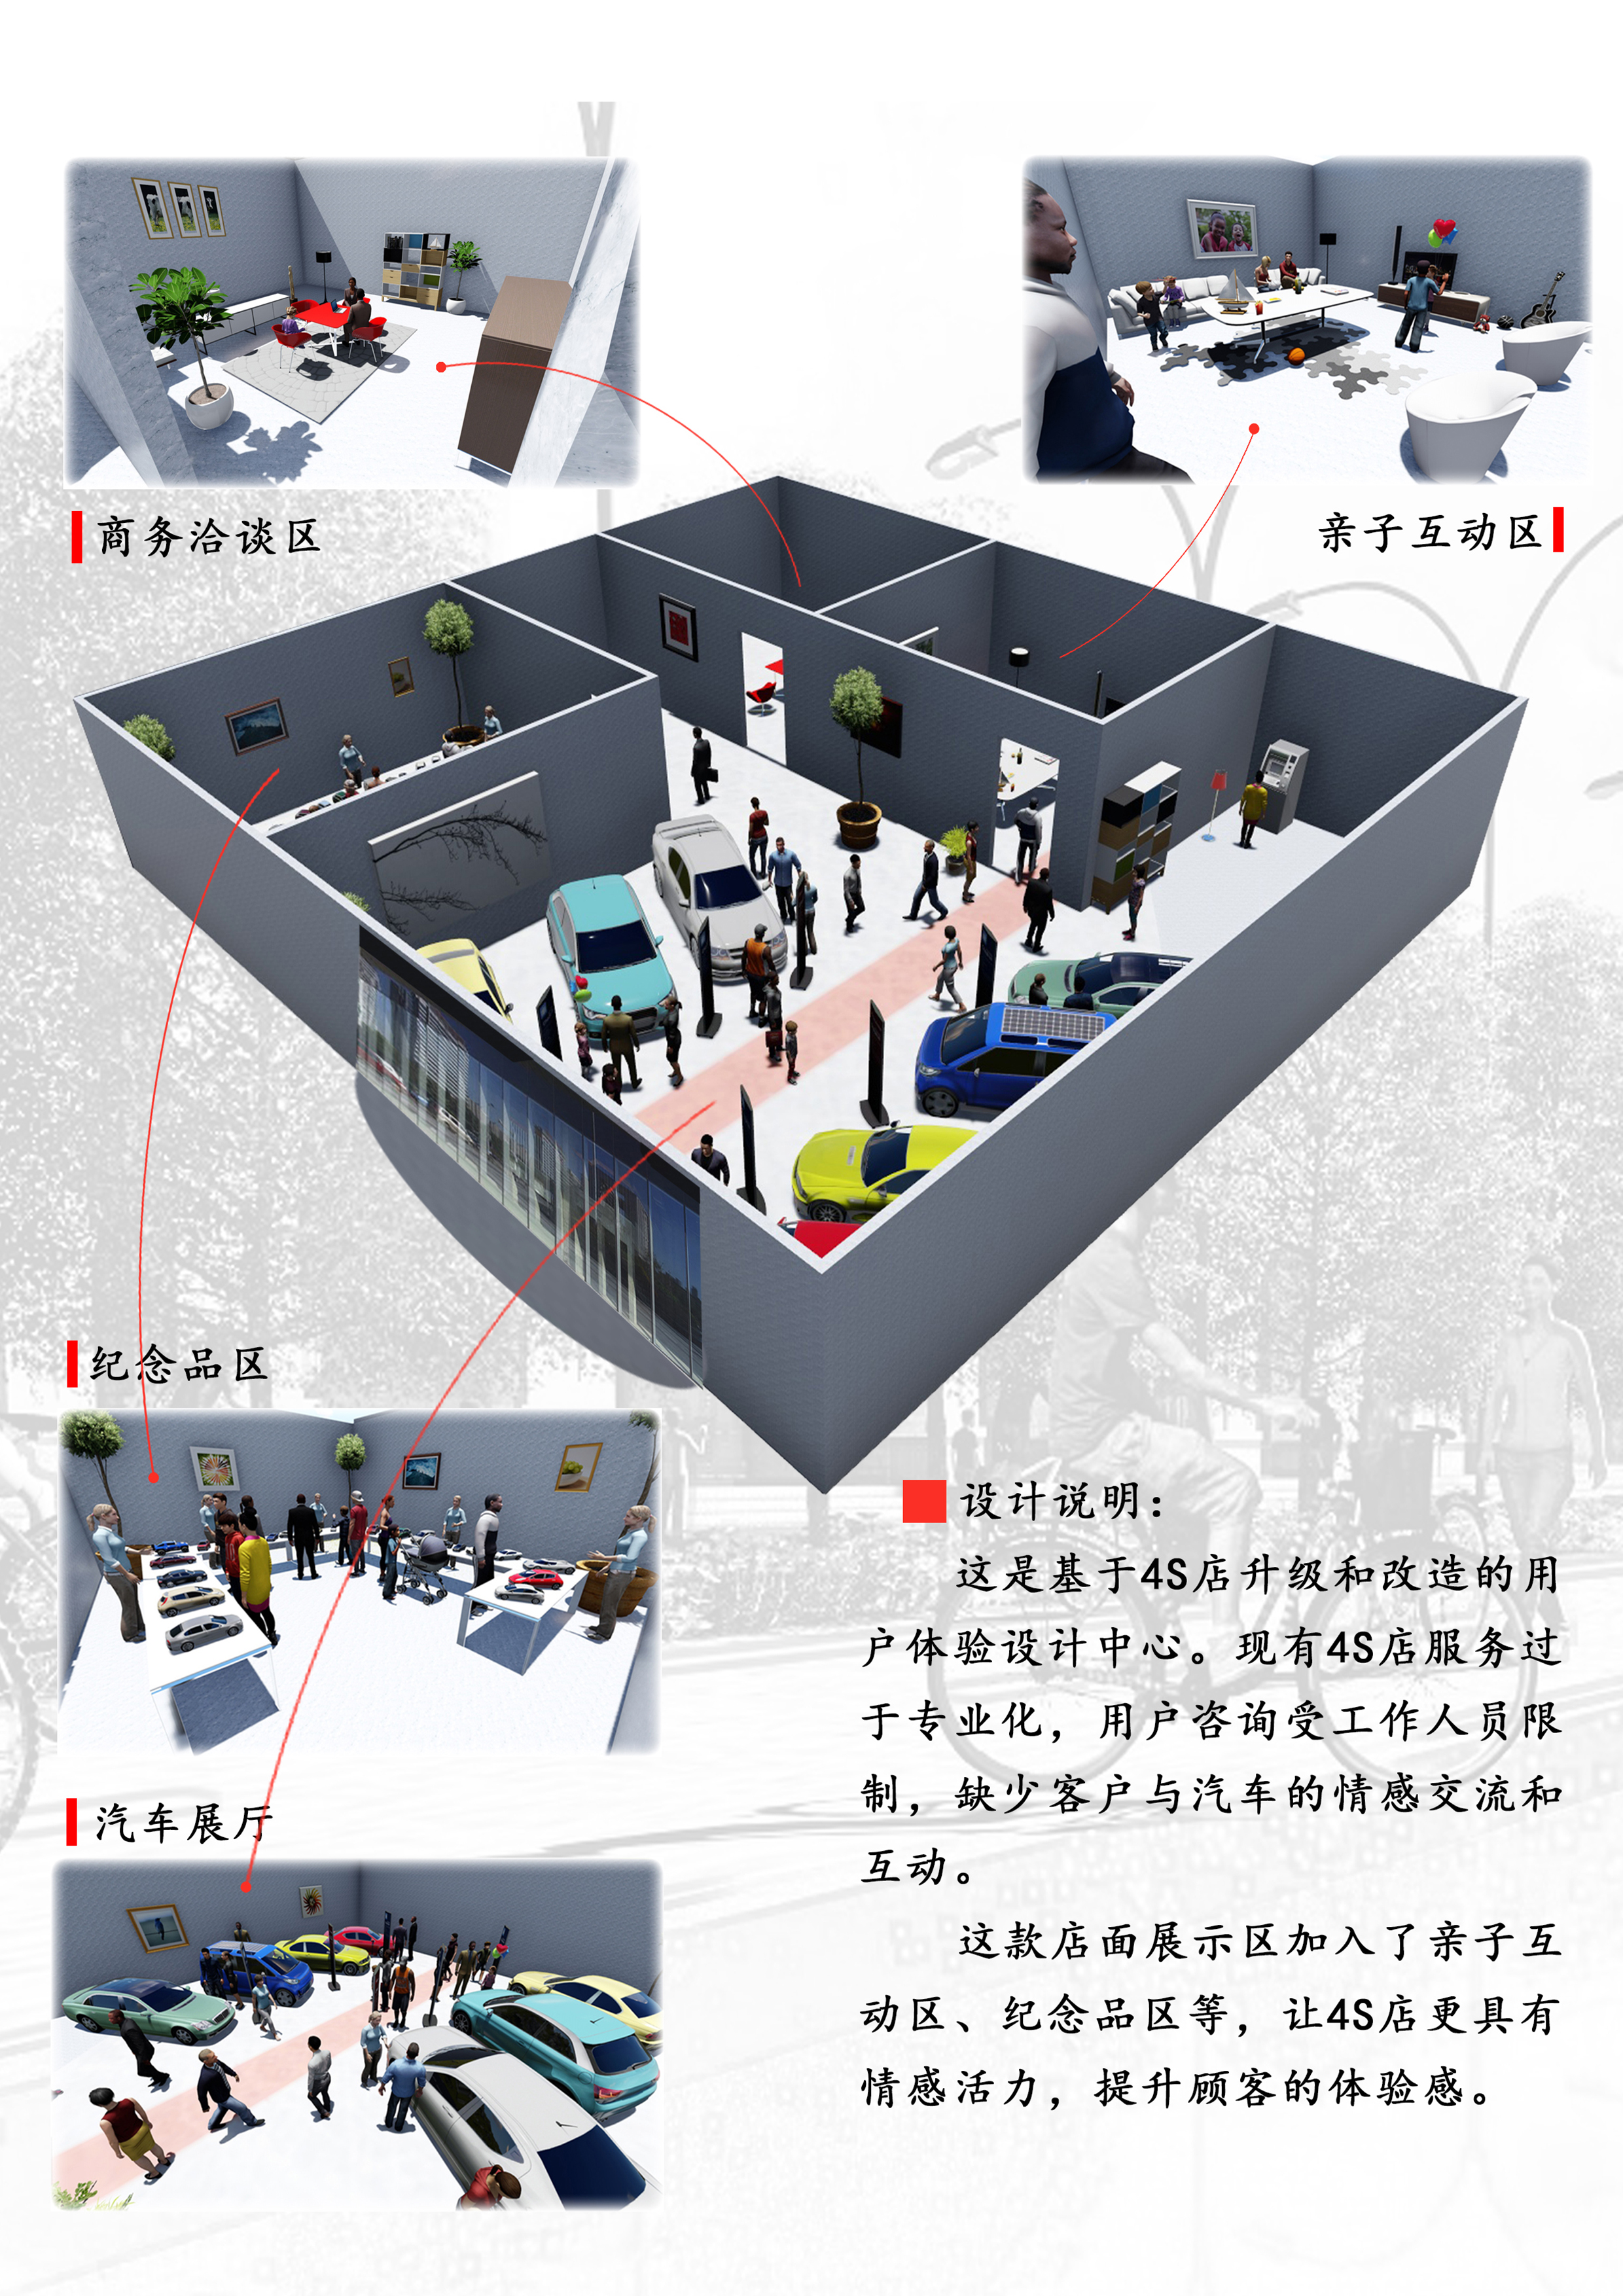 商务洽谈区
亲子互动区
纪念品区
汽车展厅
设计说明：
这是基于4S店升级和改造的用
户体验设计中心。现有4S店服务过
于专业化，用户咨询受工作人员限
制，缺少客户与汽车的情感交流和
互动。
这款店面展示区加入了亲子互
动区、纪念品区等，让4S店更具有
情感活力，提升顾客的体验感。